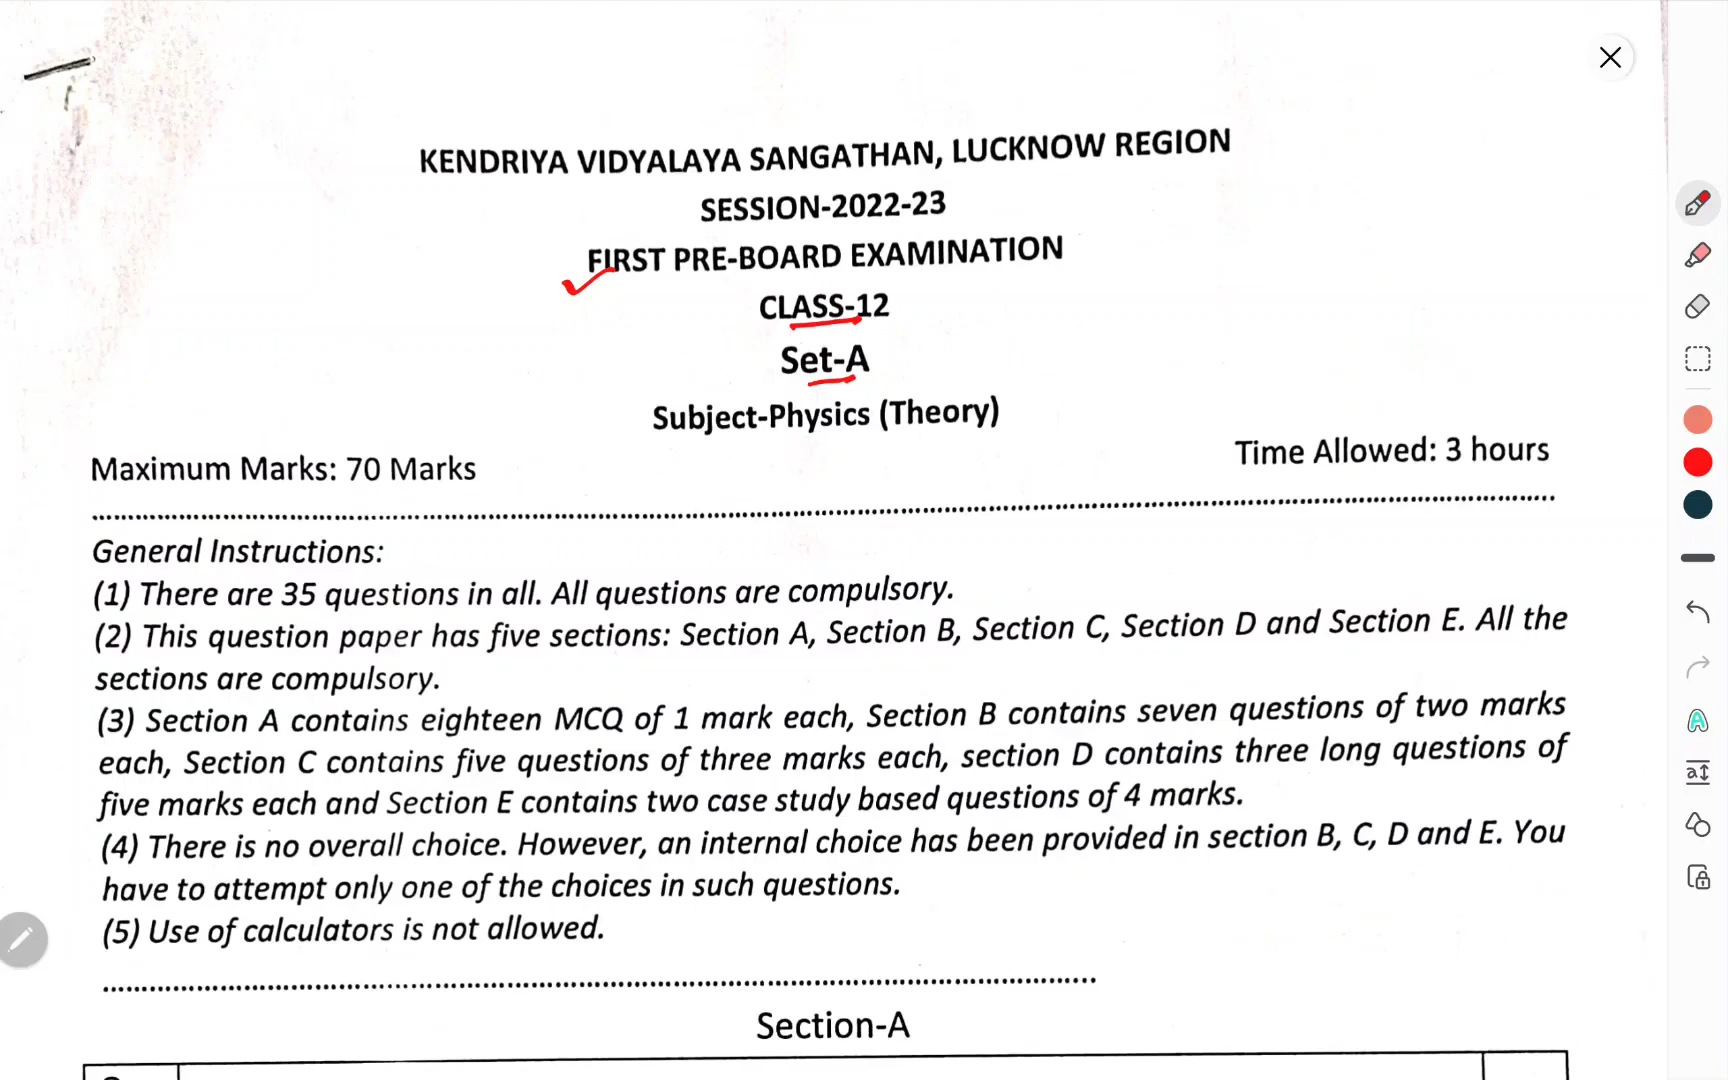 KENDRIYA VIDYALAYA SANGATHAN, LUCKNOW REGION
SESSION-2022-23
FIRST PRE-BOARD EXAMINATION
CLASS-12
Set-A
Subject-Physics (Theory)
Maximum Marks: 70 Marks
Time Allowed: 3 hours
General Instructions:
(1) There are 35 questions in all. All questions are compulsory.
(2) This question paper has five sections: Section A, Section B, Section C, Section D and Section E. All the
sections are compulsory.
(3) Section A contains eighteen MCQ of 1 mark each, Section B contains seven questions of two marks
each, Section C contains five questions of three marks each, section D contains three long questions of
five marks each and Section E contains two case study based questions of 4 marks.
(4) There is no overall choice. However, an internal choice has been provided in section B, C, D and E. You
have to attempt only one of the choices in such questions.
(5) Use of calculators is not allowed.
Section-A